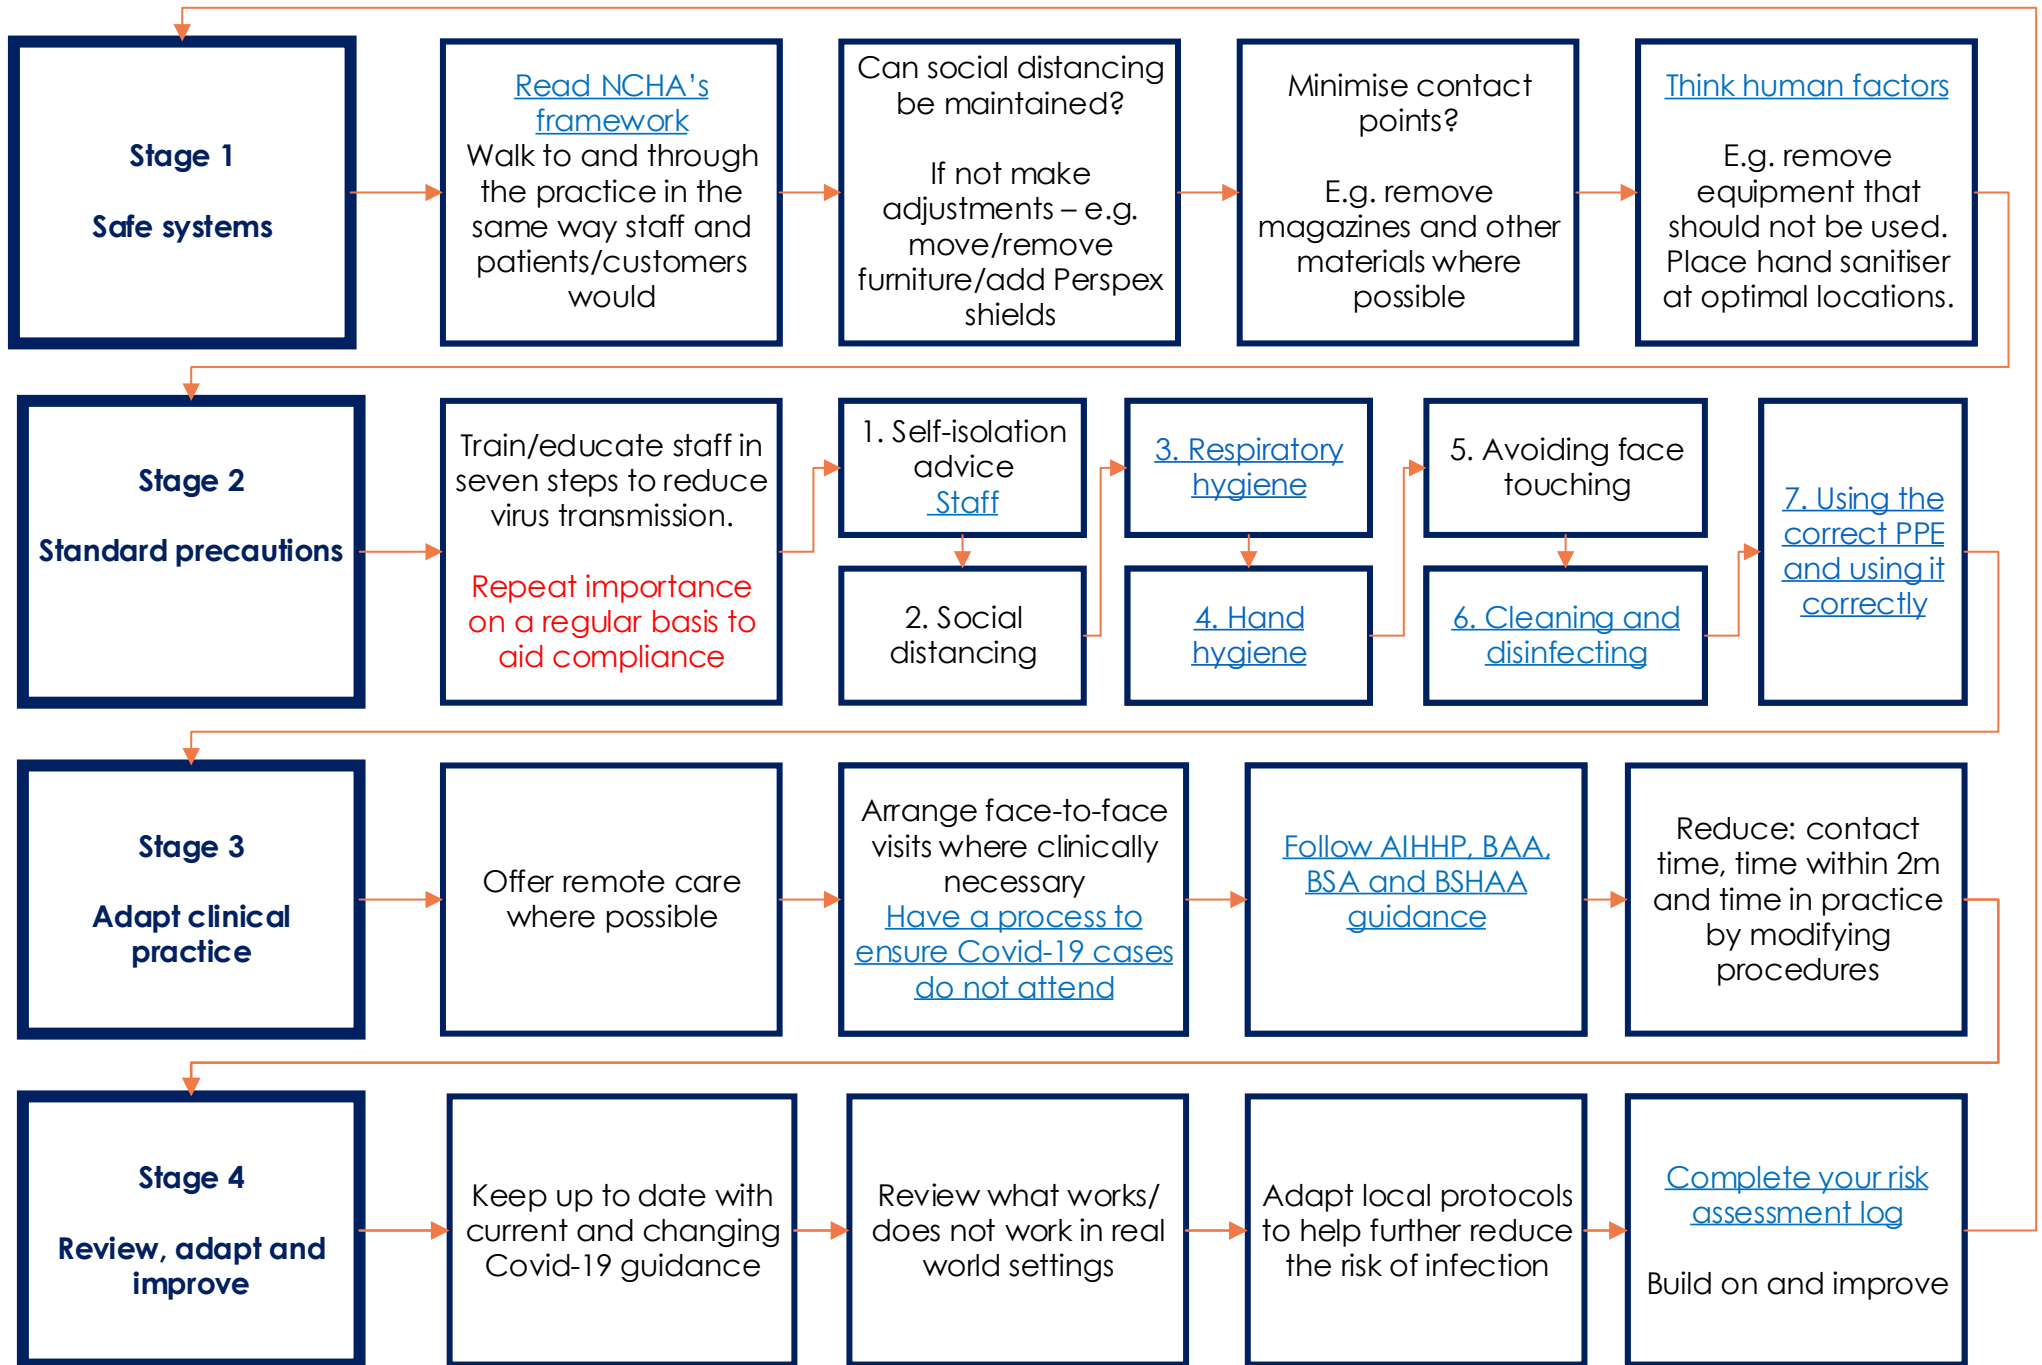 Stage 1
Safe systems
Read NCHA's
framework
Walk to and through
the practice in the
same way staff and
patients/customers
would
Can social distancing
be maintained?
If not make
adjustments – e.g.
move/remove
furniture/add Perspex
shields
Minimise contact
points?
E.g. remove
magazines and other
materials where
possible
Think human factors
E.g. remove
equipment that
should not be used.
Place hand sanitiser
at optimal locations.
Stage 2
Standard precautions
Train/educate staff in
seven steps to reduce
virus transmission.
Repeat importance
on a regular basis to
aid compliance
1. Self-isolation
advice
Staff
2. Social
distancing
3. Respiratory
hygiene
4. Hand
hygiene
5. Avoiding face
touching
6. Cleaning and
disinfecting
7. Using the
correct PPE
and using it
correctly
Stage 3
Adapt clinical
practice
Offer remote care
where possible
Arrange face-to-face
visits where clinically
necessary
Have a process to
ensure Covid-19 cases
do not attend
Follow AIHHP, BAA,
BSA and BSHAA
guidance
Reduce: contact
time, time within 2m
and time in practice
by modifying
procedures
Stage 4
Review, adapt and
improve
Keep up to date with
current and changing
Covid-19 guidance
Review what works/
does not work in real
world settings
Adapt local protocols
to help further reduce
the risk of infection
Complete your risk
assessment log
Build on and improve